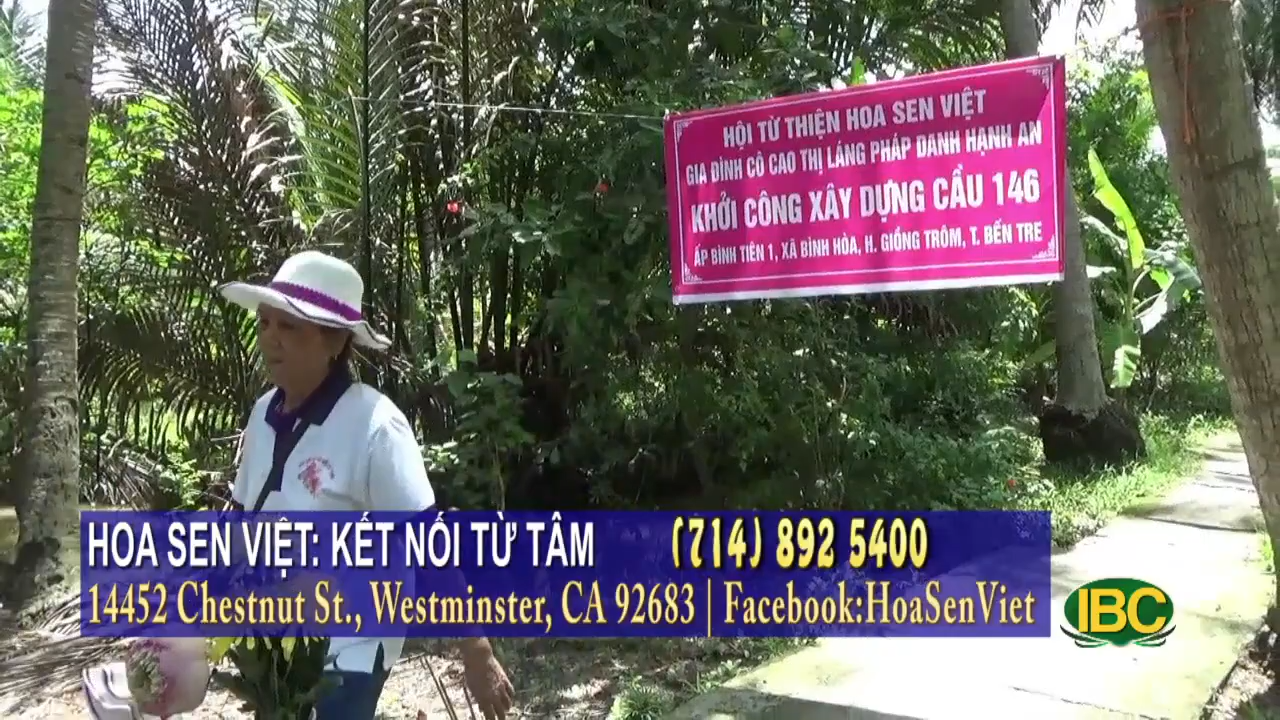 HỘI TỪ THIỆN HOA SEN VIỆT
GIA ĐÌNH CÔ CAO THỊ LÁNG PHÁP DANH HẠNH AN
KHỞI CÔNG XÂY DỰNG CẦU 146
ẤP BÌNH TIÊN 1, XÃ BÌNH HÒA, H. GIỒNG TRÔM, T. BẾN TRE
HOA SEN VIỆT: KẾT NỐI TỪ TÂM (714) 892 5400
14452 Chestnut St., Westminster, CA 92683 | Facebook:HoaSenViet
IBC